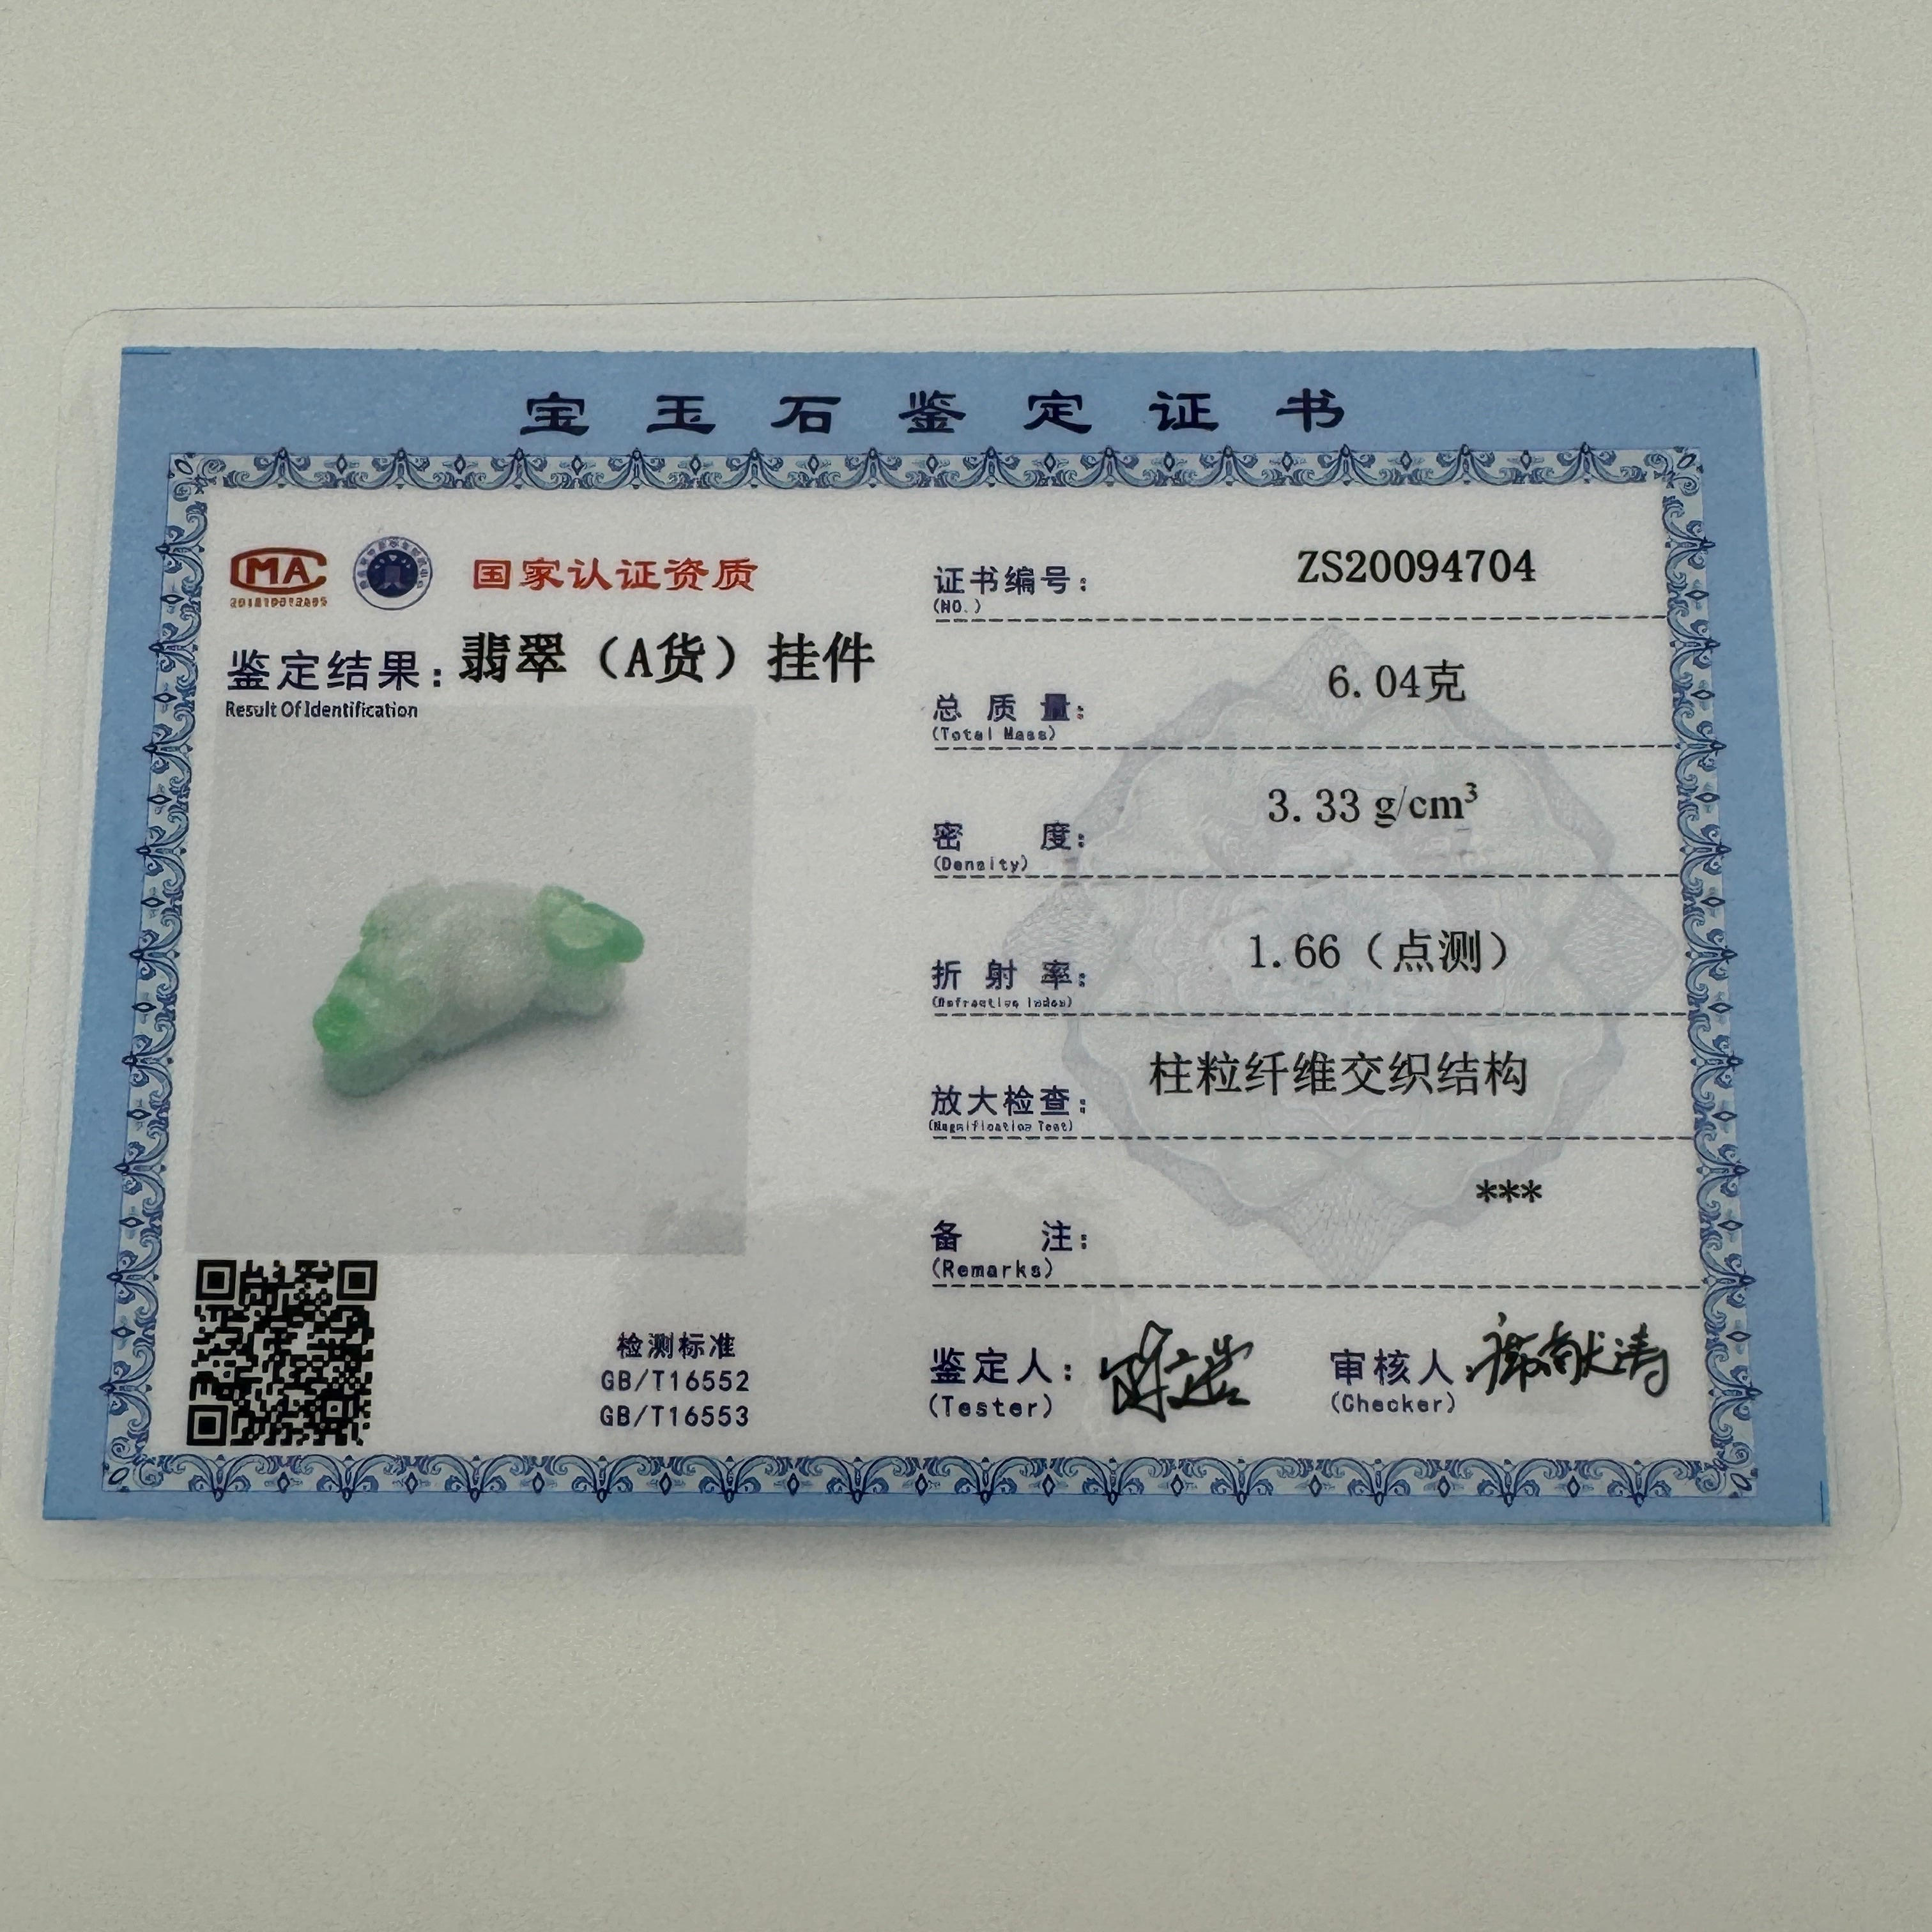 宝玉石鉴定证书
CMA
国家认证资质
鉴定结果：翡翠（A货）挂件
Result Of Identification
检测标准
GB/T16552
GB/T16553
证书编号： ZS20094704
(NO.)
总质量： 6.04克
(Total Mass)
密度： 3.33 g/cm³
(Density)
折射率： 1.66（点测）
(Refractive Index)
放大检查： 柱粒纤维交织结构
(Magnification Test)
备注： ***
(Remarks)
鉴定人： 审核人
(Tester) (Checker)